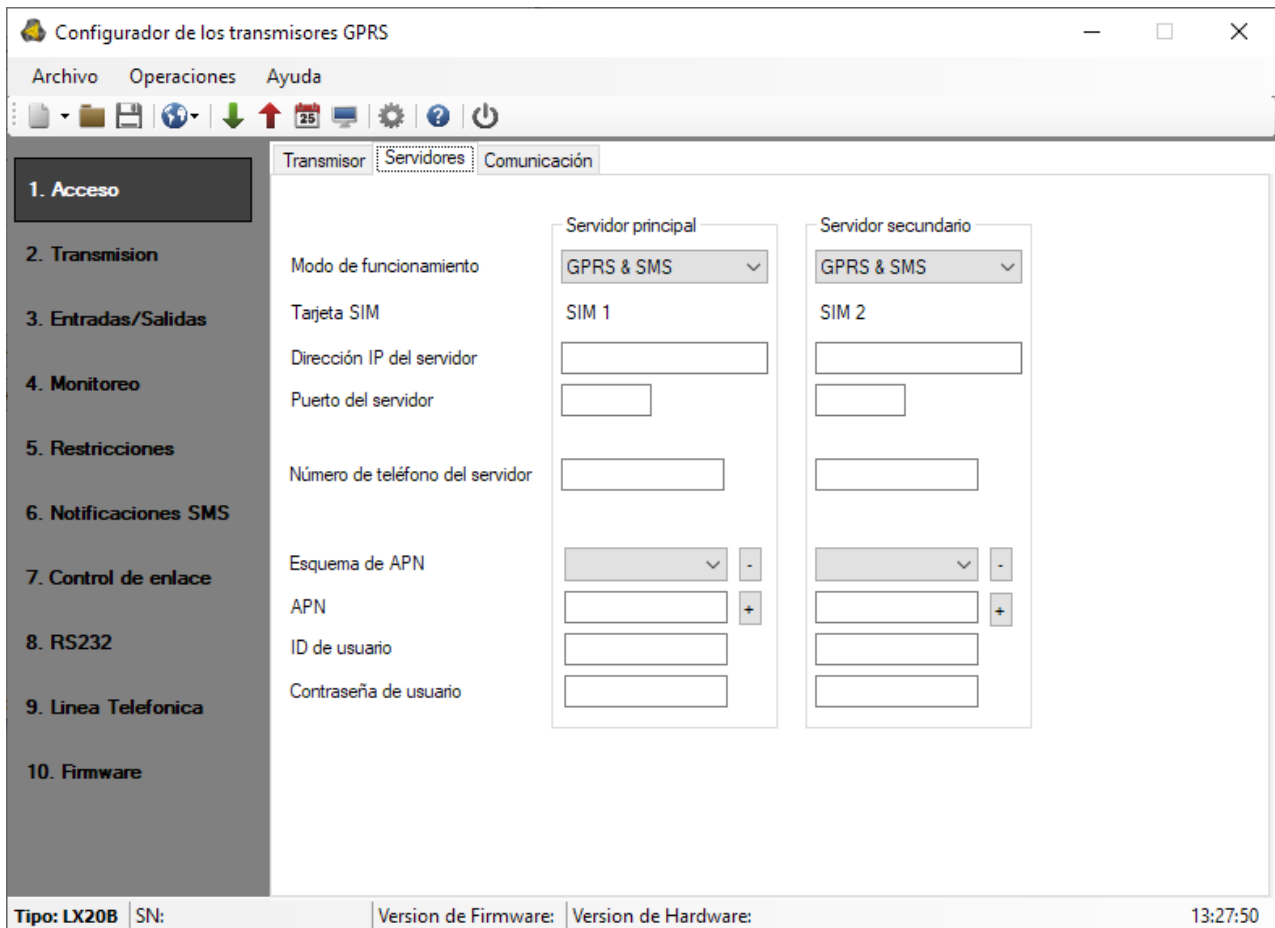 Configurador de los transmisores GPRS
Archivo Operaciones Ayuda
25
Transmisor Servidores Comunicación
1. Acceso
2. Transmision
3. Entradas/Salidas
4. Monitoreo
5. Restricciones
6. Notificaciones SMS
7. Control de enlace
8. RS232
9. Linea Telefonica
10. Firmware
Servidor principal Servidor secundario
Modo de funcionamiento GPRS & SMS GPRS & SMS
Tarjeta SIM SIM 1 SIM 2
Dirección IP del servidor
Puerto del servidor
Número de teléfono del servidor
Esquema de APN - -
APN + +
ID de usuario
Contraseña de usuario
Tipo: LX20B SN: Version de Firmware: Version de Hardware: 13:27:50